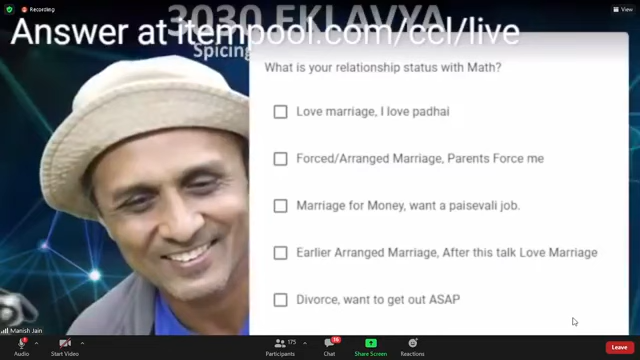 Recording
View
3030 EKLAVYA
Answer at itempool.com/ccl/live
Spicing
What is your relationship status with Math?
Love marriage, I love padhai
Forced/Arranged Marriage, Parents Force me
Marriage for Money, want a paisevali job.
Earlier Arranged Marriage, After this talk Love Marriage
Divorce, want to get out ASAP
Manish Jain
175
Audio
Start Video
Participants
Chat
Share Screen
Reactions
Leave